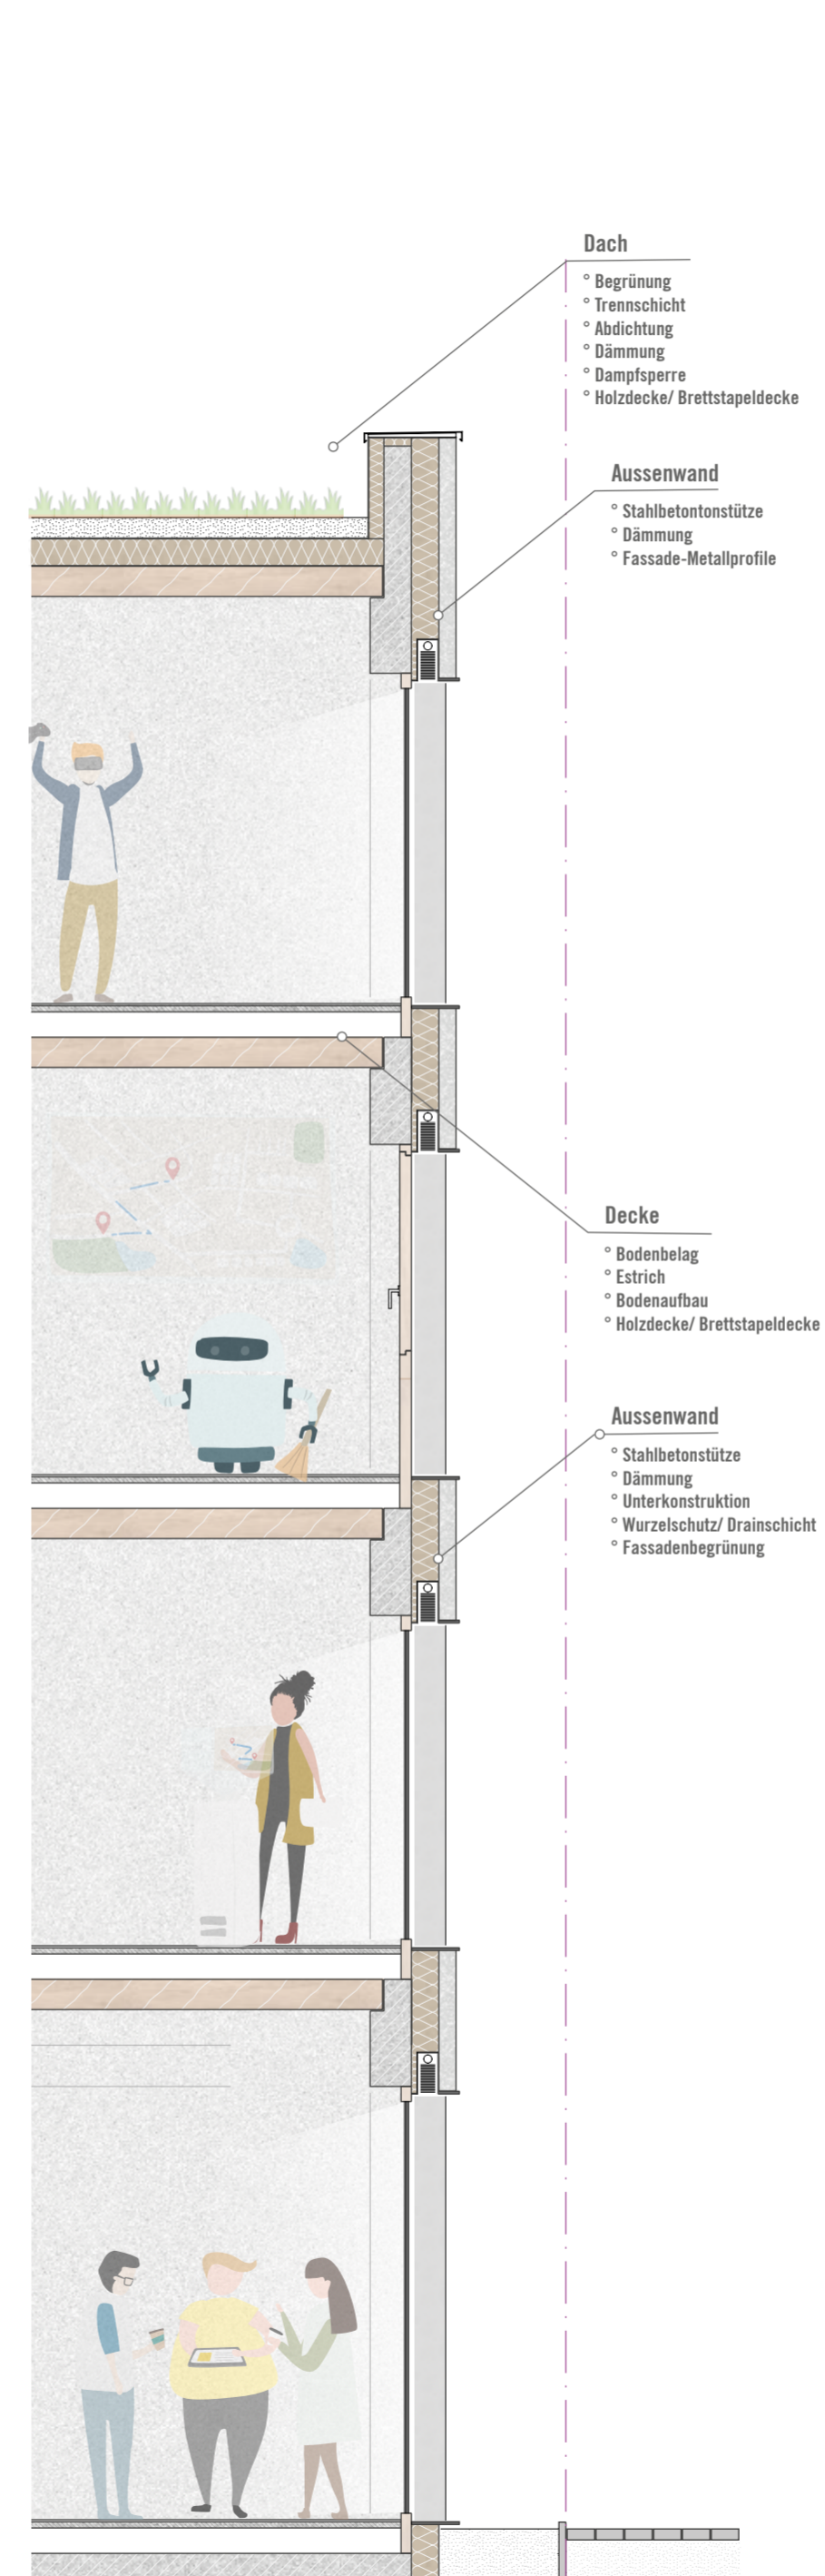 Dach
° Begrünung
° Trennschicht
° Abdichtung
° Dämmung
° Dampfsperre
° Holzdecke/ Brettstapeldecke
Aussenwand
° Stahlbetontonstütze
° Dämmung
° Fassade-Metallprofile
Decke
° Bodenbelag
° Estrich
° Bodenaufbau
° Holzdecke/ Brettstapeldecke
Aussenwand
° Stahlbetonstütze
° Dämmung
° Unterkonstruktion
° Wurzelschutz/ Drainschicht
° Fassadenbegrünung